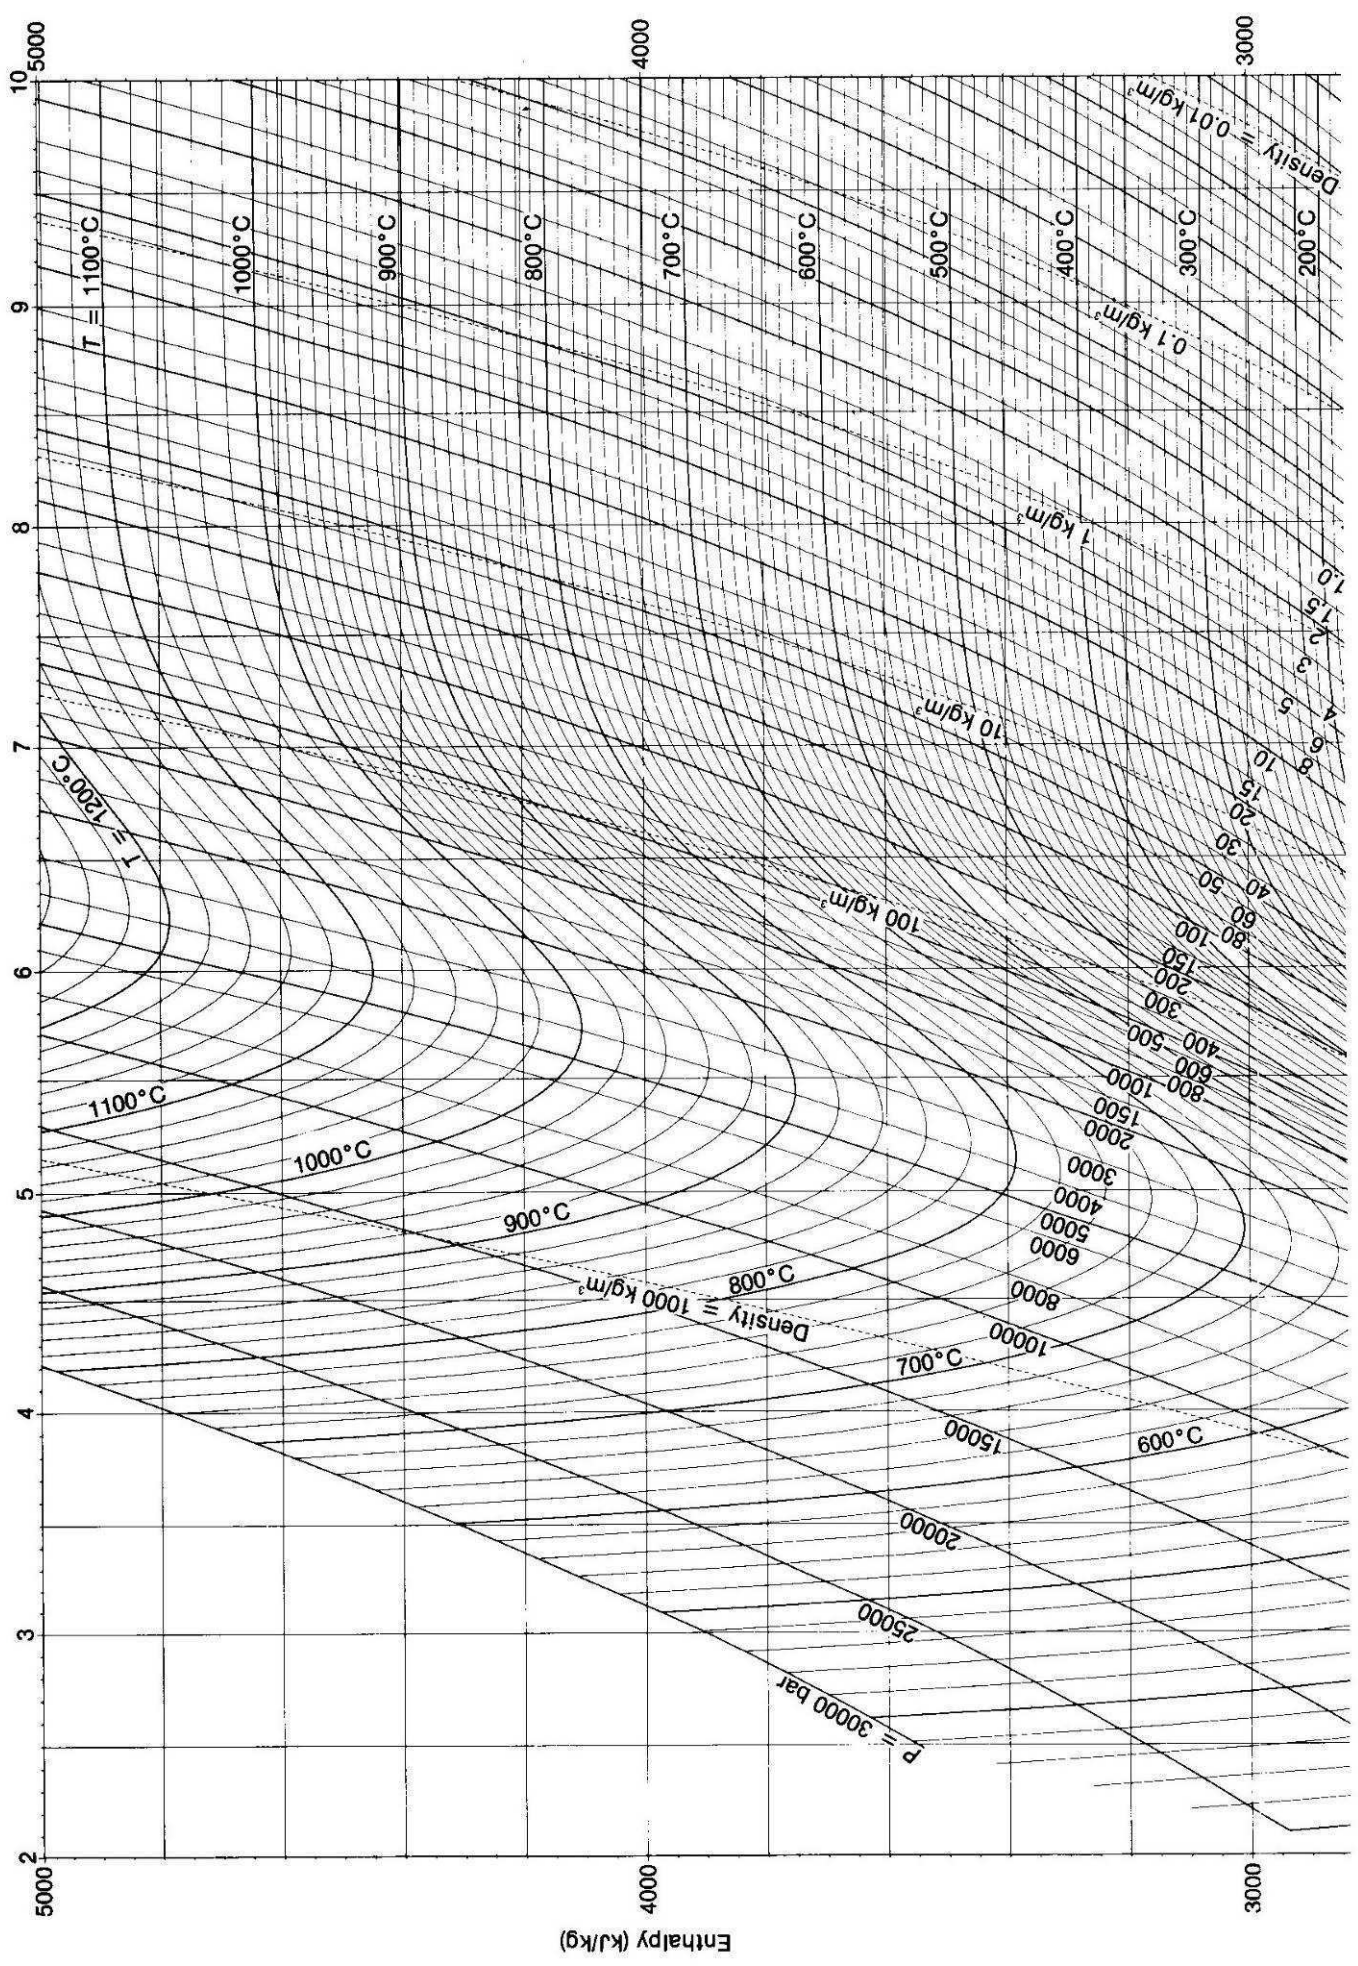 10
9
8
7
6
5
4
3
2
5000
4000
3000
5000
4000
3000
Enthalpy (kJ/kg)
T = 1100°C
1000°C
900°C
800°C
700°C
600°C
500°C
400°C
300°C
200°C
T = 1200°C
1100°C
1000°C
900°C
800°C
700°C
600°C
Density = 0.01 kg/m³
0.1 kg/m³
1 kg/m³
10 kg/m³
100 kg/m³
Density = 1000 kg/m³
P = 30000 bar
25000
20000
15000
10000
8000
6000
5000
4000
3000
2000
1500
1000
800
600
500
400
300
200
150
100
80
60
50
40
30
20
15
10
8
6
5
4
3
2
1.5
1.0